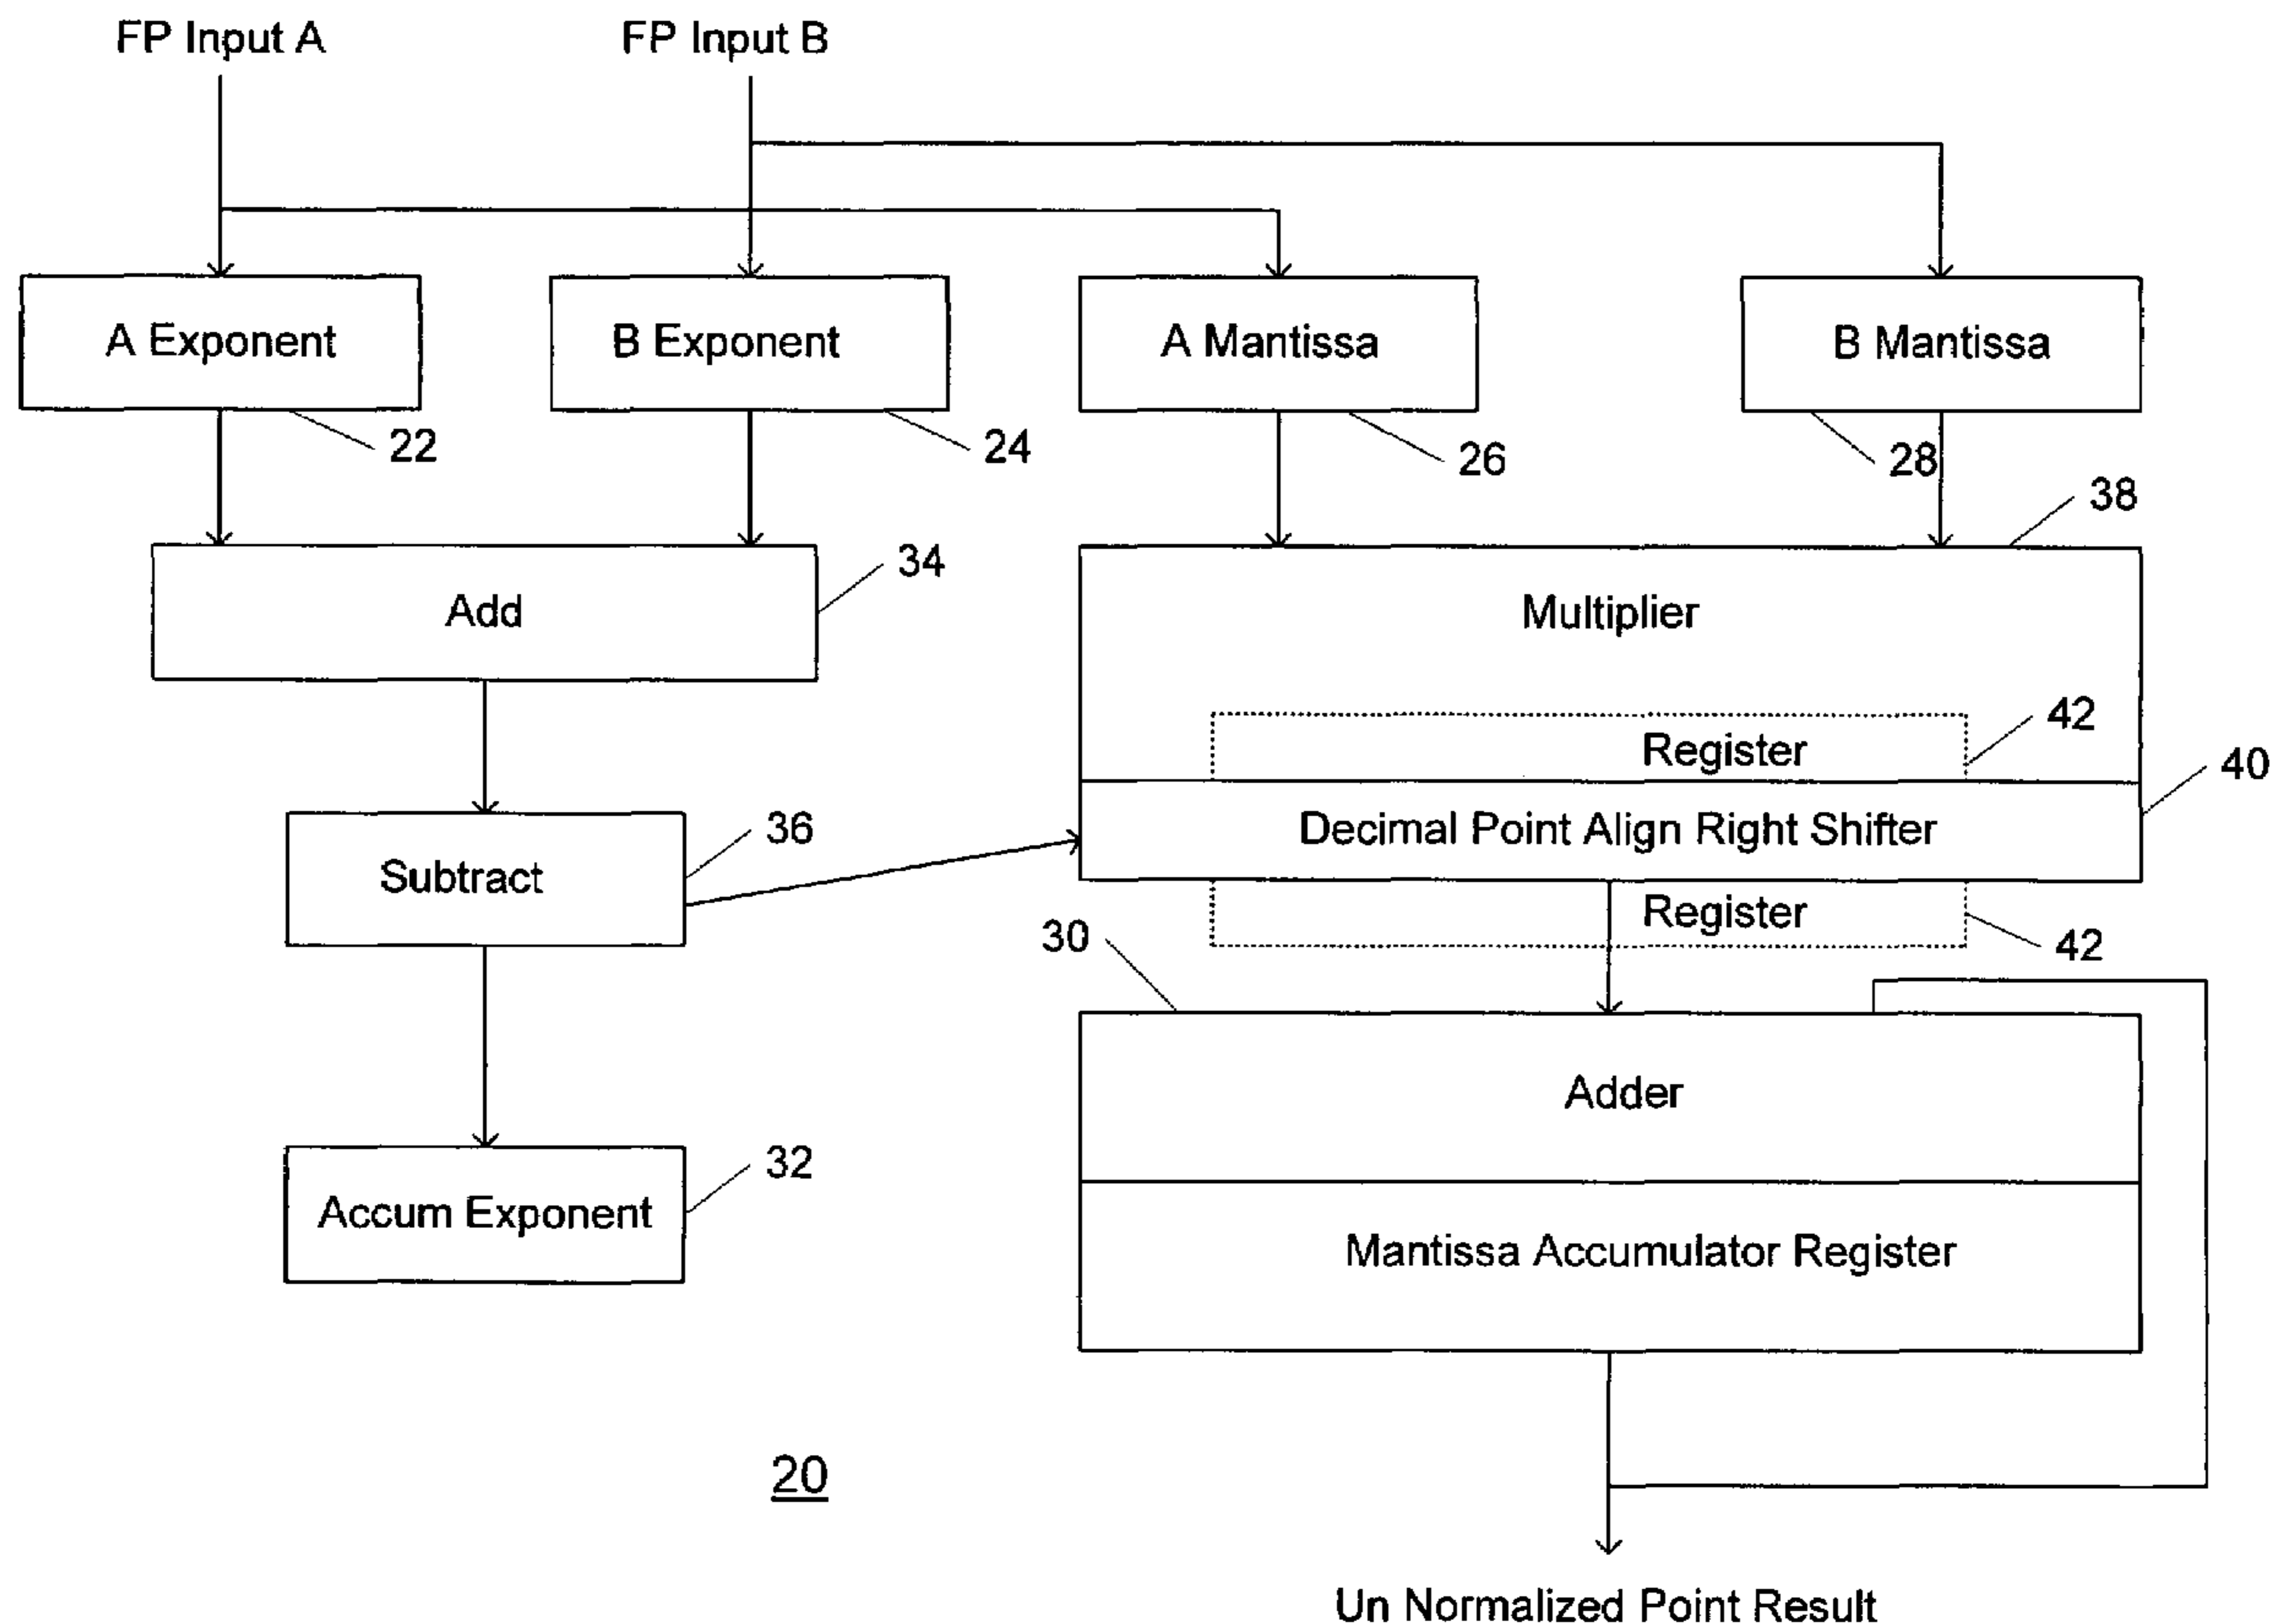 FP Input A
FP Input B
A Exponent
B Exponent
A Mantissa
B Mantissa
22
24
26
28
38
34
Add
Multiplier
42
Register
40
36
Decimal Point Align Right Shifter
Subtract
Register
30
42
Adder
32
Accum Exponent
Mantissa Accumulator Register
20
Un Normalized Point Result